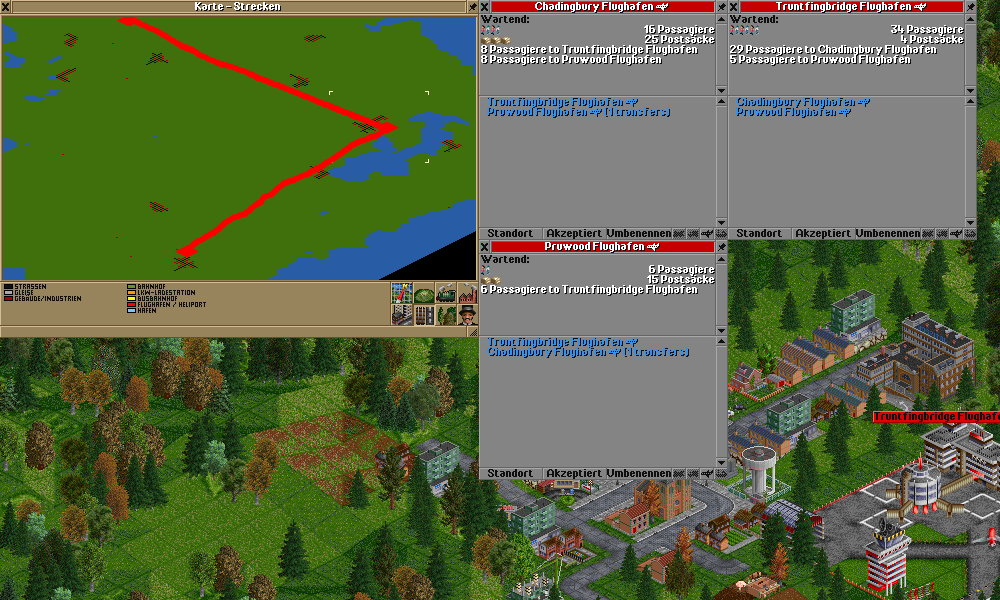 Karte - Strecken
STRASSEN
GLEISE
GEBÄUDE/INDUSTRIEN
BAHNHOF
LKW-LADESTATION
BUSBAHNHOF
FLUGHAFEN / HELIPORT
HAFEN
Chadingbury Flughafen
Wartend:
16 Passagiere
25 Postsäcke
8 Passagiere to Truntfingbridge Flughafen
8 Passagiere to Pruwood Flughafen
Truntfingbridge Flughafen
Pruwood Flughafen (1 transfers)
Standort Akzeptiert Umbenennen
Truntfingbridge Flughafen
Wartend:
34 Passagiere
4 Postsäcke
29 Passagiere to Chadingbury Flughafen
5 Passagiere to Pruwood Flughafen
Chadingbury Flughafen
Pruwood Flughafen
Standort Akzeptiert Umbenennen
Pruwood Flughafen
Wartend:
6 Passagiere
15 Postsäcke
6 Passagiere to Truntfingbridge Flughafen
Truntfingbridge Flughafen
Chadingbury Flughafen (1 transfers)
Standort Akzeptiert Umbenennen
Truntfingbridge Flughafe